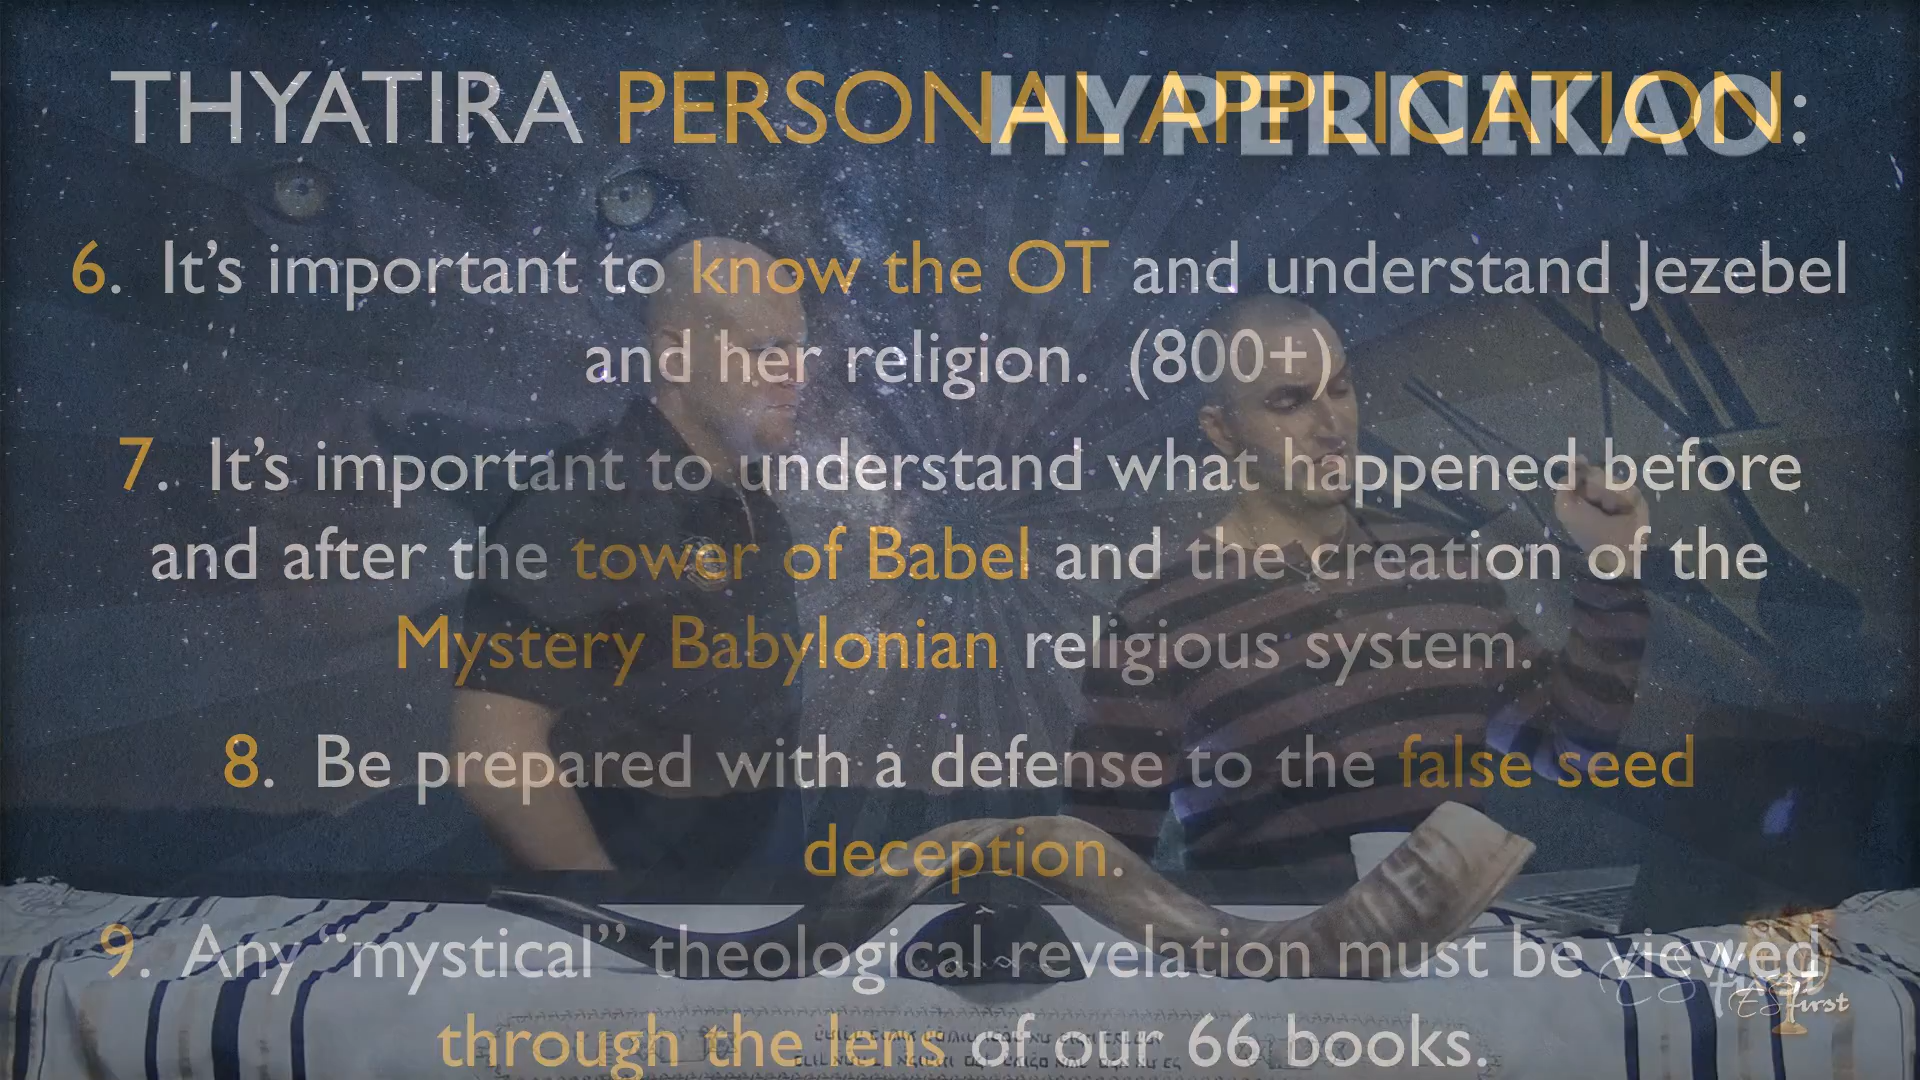 THYATIRA PERSONAL APPLICATION:
HYPERNIKAO
6. It’s important to know the OT and understand Jezebel
and her religion. (800+)
7. It’s important to understand what happened before
and after the tower of Babel and the creation of the
Mystery Babylonian religious system.
8. Be prepared with a defense to the false seed
deception.
9. Any “mystical” theological revelation must be viewed
through the lens of our 66 books.
First